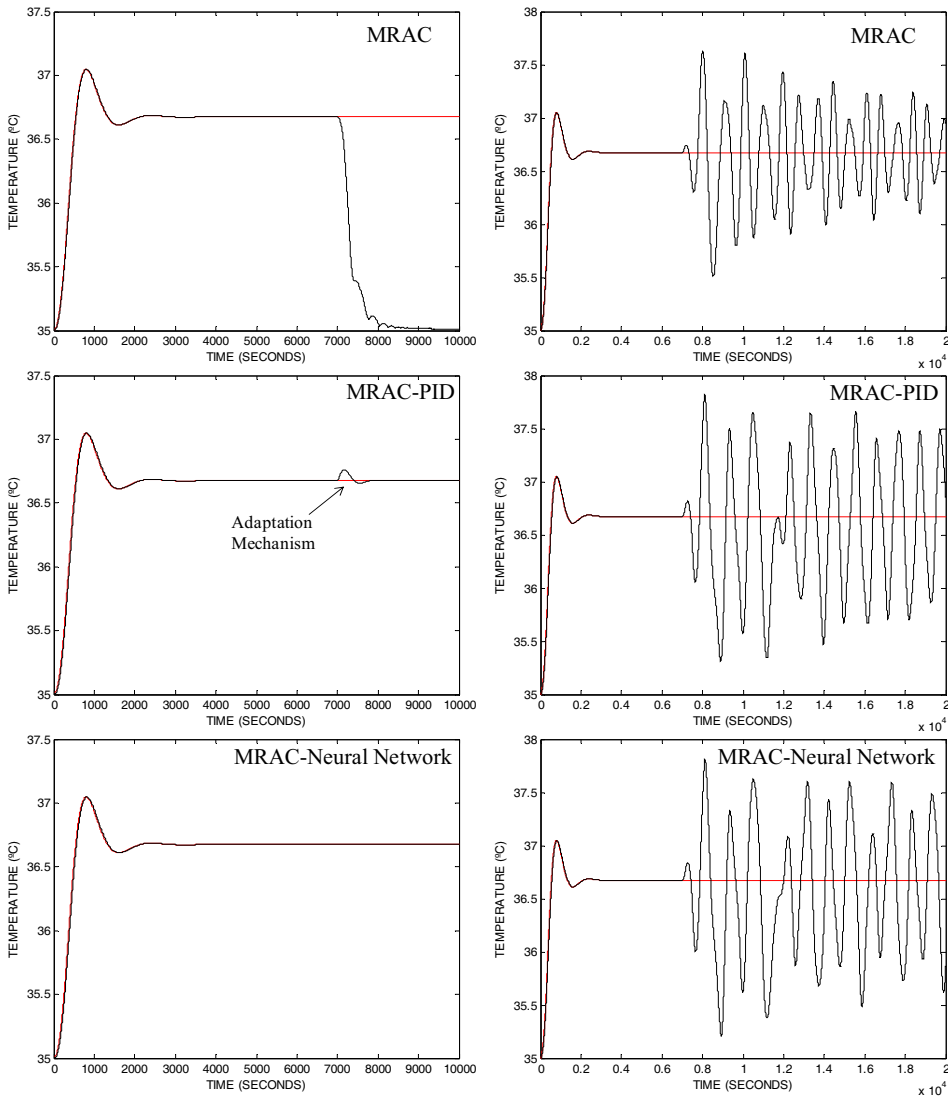 MRAC
37.5
37
36.5
36
35.5
35
TEMPERATURE (ºC)
0 1000 2000 3000 4000 5000 6000 7000 8000 9000 10000
TIME (SECONDS)
MRAC
38
37.5
37
36.5
36
35.5
35
TEMPERATURE (ºC)
0 0.2 0.4 0.6 0.8 1 1.2 1.4 1.6 1.8 2
TIME (SECONDS)
x 10⁴
MRAC-PID
37.5
37
36.5
36
35.5
35
TEMPERATURE (ºC)
Adaptation
Mechanism
0 1000 2000 3000 4000 5000 6000 7000 8000 9000 10000
TIME (SECONDS)
MRAC-PID
38
37.5
37
36.5
36
35.5
35
TEMPERATURE (ºC)
0 0.2 0.4 0.6 0.8 1 1.2 1.4 1.6 1.8 2
TIME (SECONDS)
x 10⁴
MRAC-Neural Network
37.5
37
36.5
36
35.5
35
TEMPERATURE (ºC)
0 1000 2000 3000 4000 5000 6000 7000 8000 9000 10000
TIME (SECONDS)
MRAC-Neural Network
38
37.5
37
36.5
36
35.5
35
TEMPERATURE (ºC)
0 0.2 0.4 0.6 0.8 1 1.2 1.4 1.6 1.8 2
TIME (SECONDS)
x 10⁴